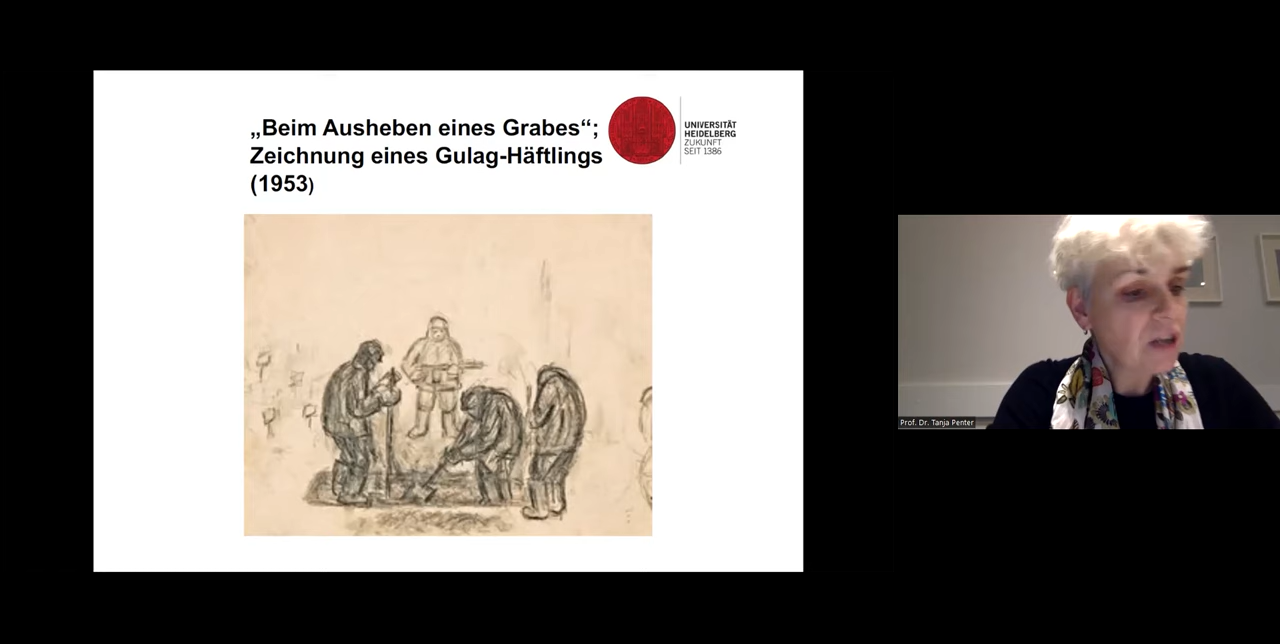 „Beim Ausheben eines Grabes“;
Zeichnung eines Gulag-Häftlings
(1953)
UNIVERSITÄT
HEIDELBERG
ZUKUNFT
SEIT 1386
Prof. Dr. Tanja Penter